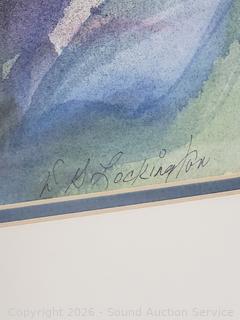 W G Lockington
Copyright 2026 - Sound Auction Service